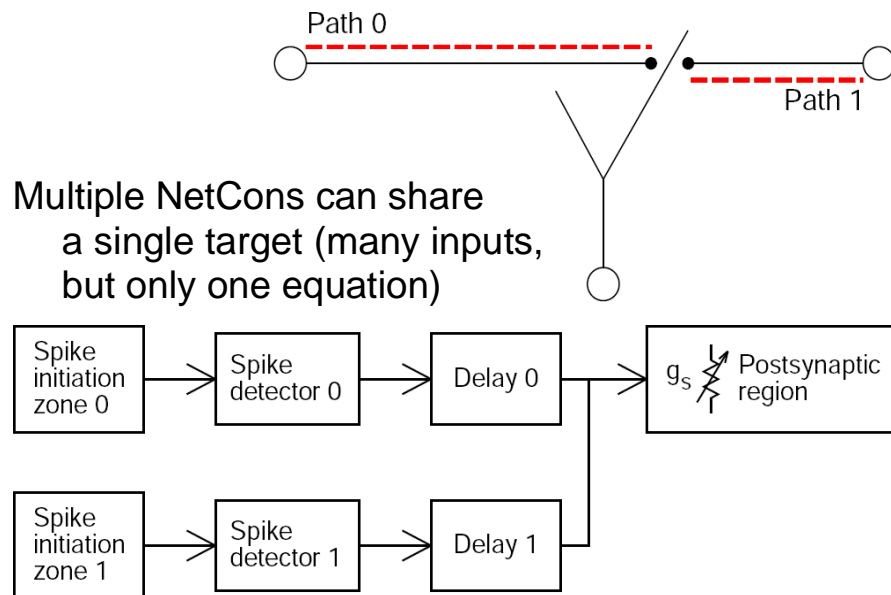 Path 0
Path 1
Multiple NetCons can share
a single target (many inputs,
but only one equation)
Spike
initiation
zone 0
Spike
detector 0
Delay 0
gs
Postsynaptic
region
Spike
initiation
zone 1
Spike
detector 1
Delay 1